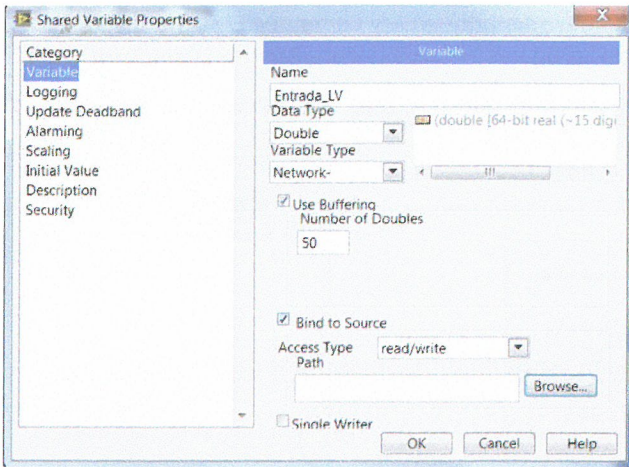 Shared Variable Properties
Category
Variable
Logging
Update Deadband
Alarming
Scaling
Initial Value
Description
Security
Variable
Name
Entrada_LV
Data Type
Double
(double [64-bit real (~15 digi
Variable Type
Network-
Use Buffering
Number of Doubles
50
Bind to Source
Access Type read/write
Path
Browse...
Single Writer
OK Cancel Help